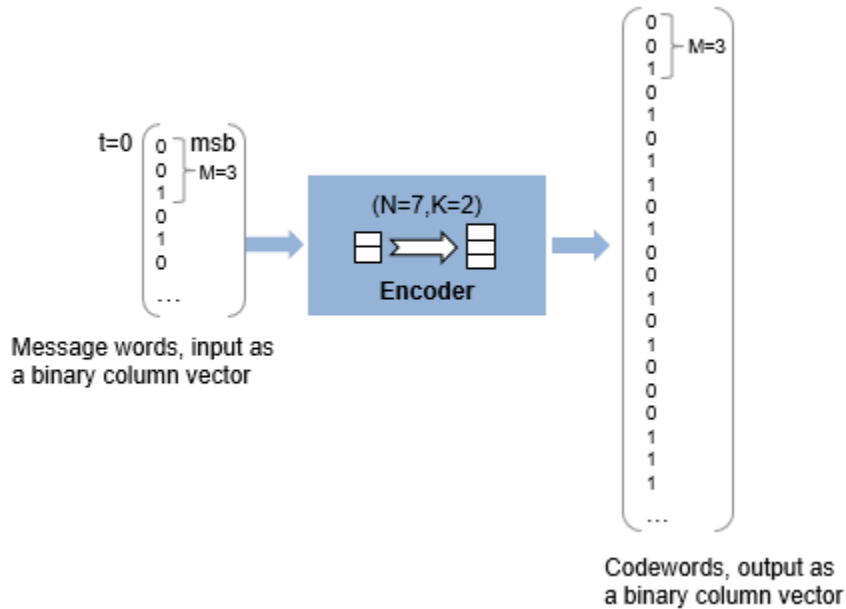 t=0
0
0
1
0
1
0
...
msb
M=3
Message words, input as
a binary column vector
(N=7,K=2)
Encoder
0
0
1
0
1
0
1
1
0
1
0
0
1
0
1
0
0
0
1
1
1
...
M=3
Codewords, output as
a binary column vector